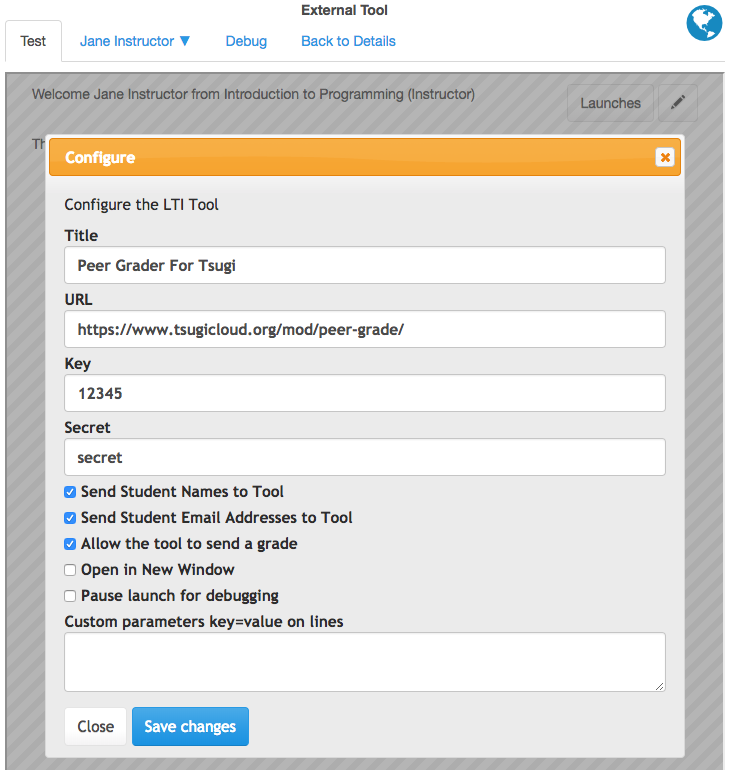 External Tool
Test Jane Instructor ▼ Debug Back to Details
Welcome Jane Instructor from Introduction to Programming (Instructor)
Launches
Th
Configure
Configure the LTI Tool
Title
Peer Grader For Tsugi
URL
https://www.tsugicloud.org/mod/peer-grade/
Key
12345
Secret
secret
Send Student Names to Tool
Send Student Email Addresses to Tool
Allow the tool to send a grade
Open in New Window
Pause launch for debugging
Custom parameters key=value on lines
Close Save changes